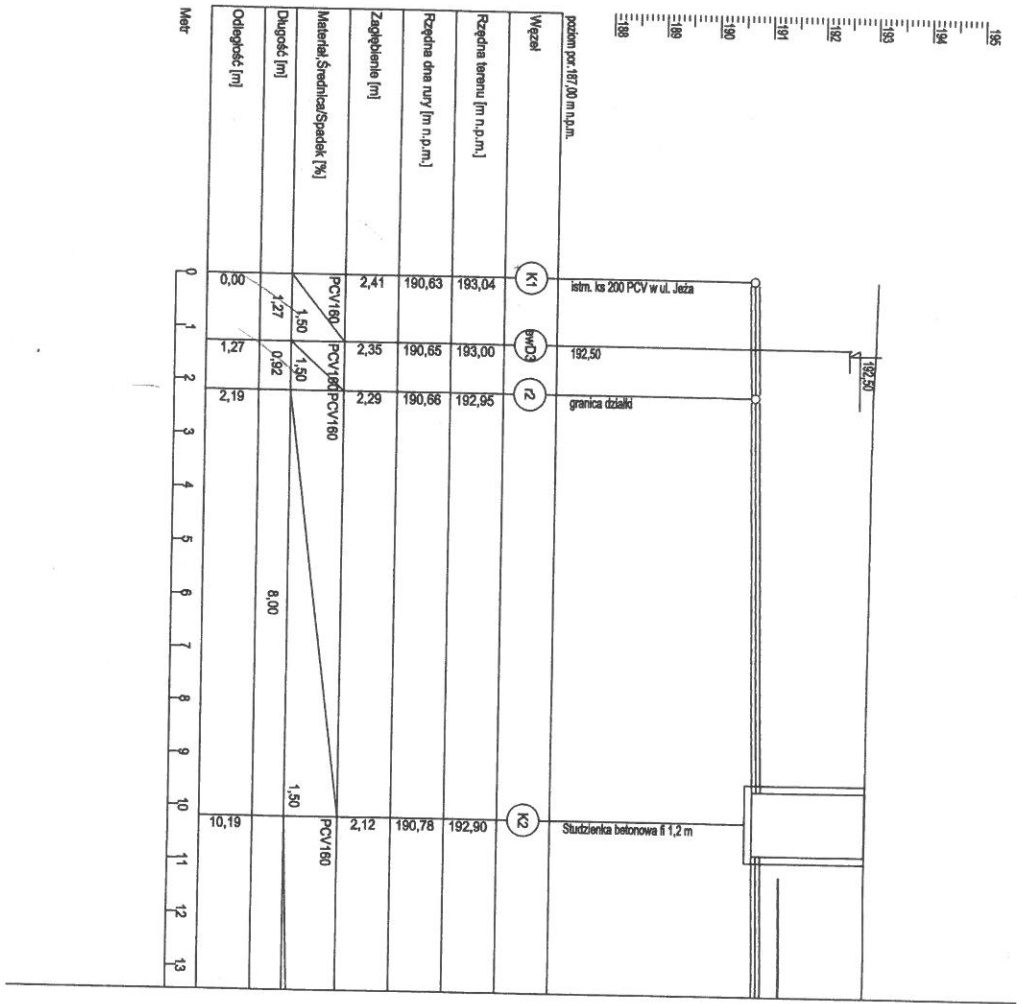 195
194
193
192
191
190
189
188
poziom por.187,00 m n.p.m.
istn. ks 200 PCV w ul. Jeża
192,50
192,50
granica działki
Studzienka betonowa fi 1,2 m
Węzeł
K1
r2
K2
Rzędna terenu [m n.p.m.]
193,04
193,00
192,95
192,90
Rzędna dna rury [m n.p.m.]
190,63
190,65
190,66
190,78
Zagłębienie [m]
2,41
2,35
2,29
2,12
Materiał,Średnica/Spadek [%]
PCV160
PCV160
PCV160
PCV160
1,50
1,50
1,50
Długość [m]
1,27
0,92
8,00
Odległość [m]
0,00
1,27
2,19
10,19
Metr
0
1
2
3
4
5
6
7
8
9
10
11
12
13